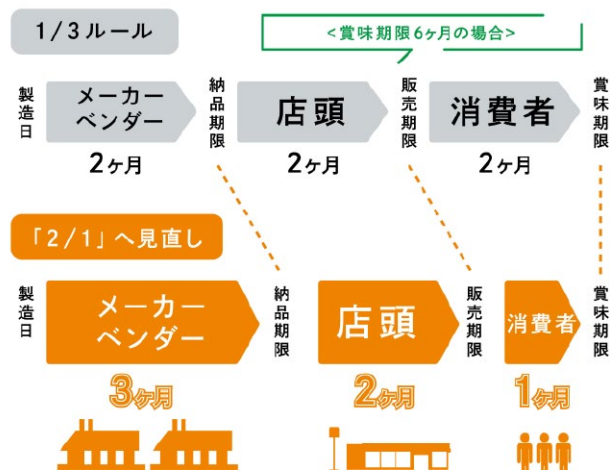 1/3ルール
<賞味期限6ヶ月の場合>
製造日
メーカー
ベンダー
納品期限
店頭
販売期限
消費者
賞味期限
2ヶ月
2ヶ月
2ヶ月
「2/1」へ見直し
製造日
メーカー
ベンダー
納品期限
店頭
販売期限
消費者
賞味期限
3ヶ月
2ヶ月
1ヶ月